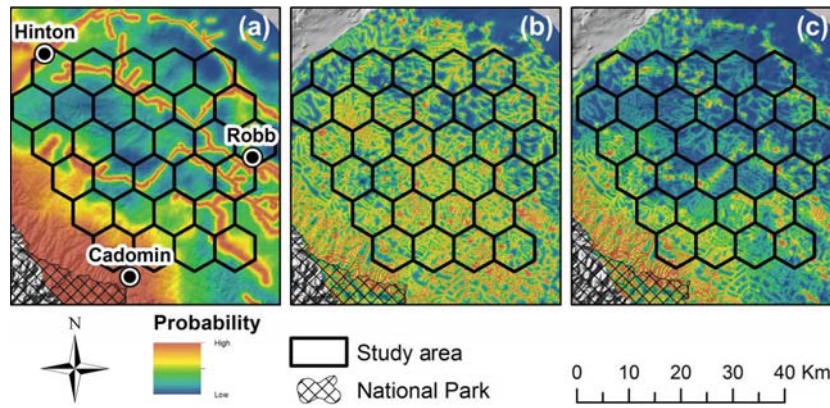 (a)
(b)
(c)
Hinton
Robb
Cadomin
N
Probability
High
Low
Study area
National Park
0 10 20 30 40 Km